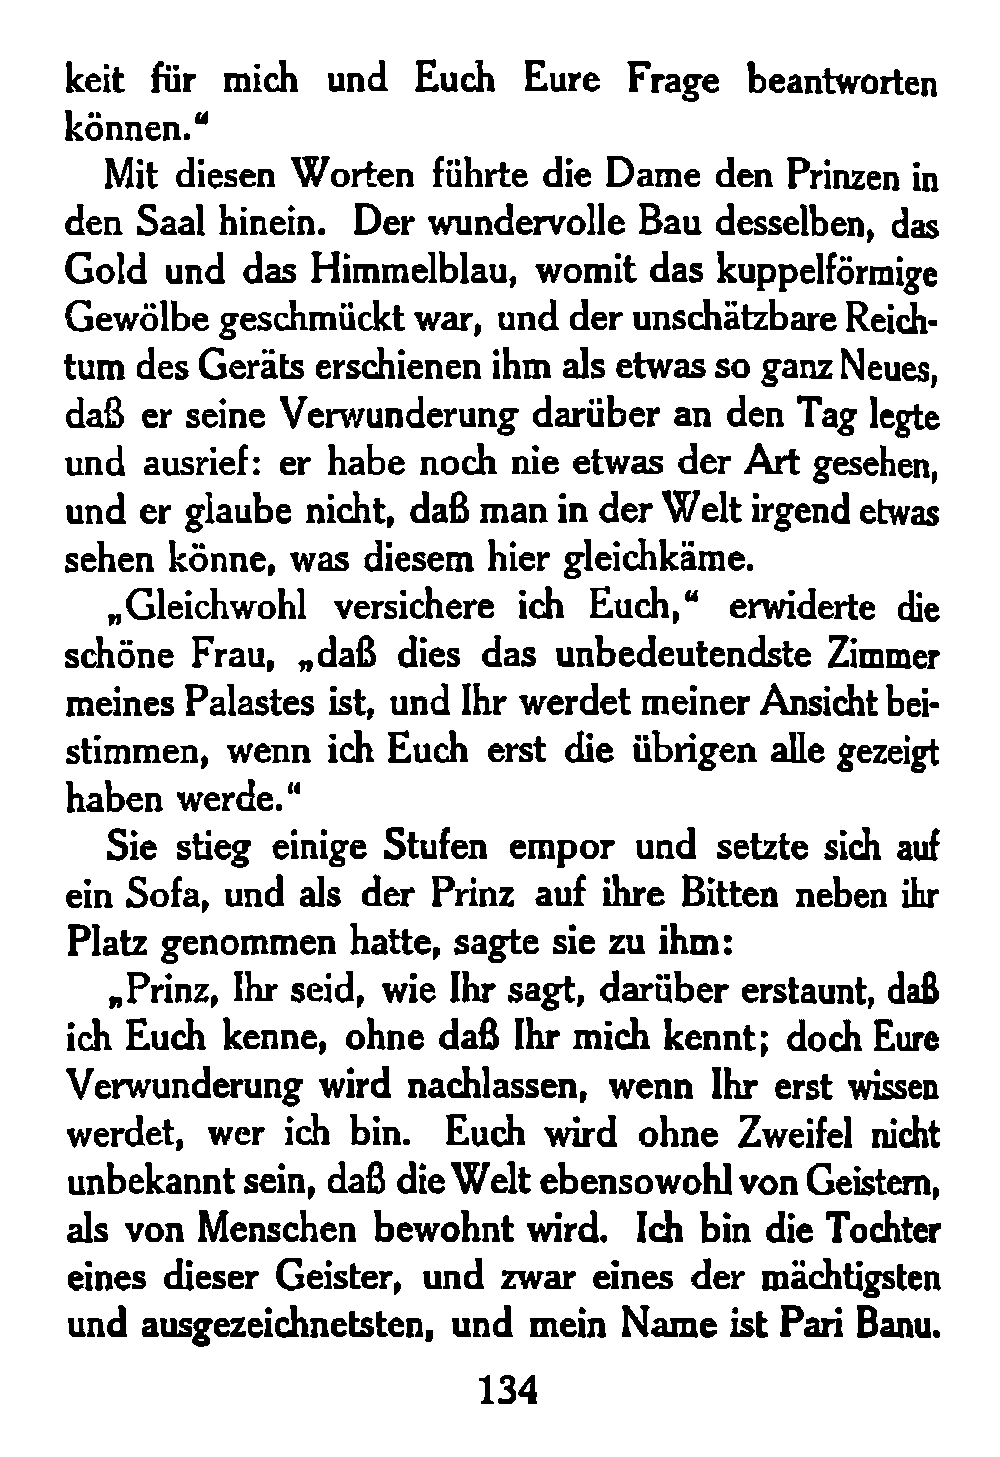 keit für mich und Euch Eure Frage beantworten
können.“
Mit diesen Worten führte die Dame den Prinzen in
den Saal hinein. Der wundervolle Bau desselben, das
Gold und das Himmelblau, womit das kuppelförmige
Gewölbe geschmückt war, und der unschätzbare Reich-
tum des Geräts erschienen ihm als etwas so ganz Neues,
daß er seine Verwunderung darüber an den Tag legte
und ausrief: er habe noch nie etwas der Art gesehen,
und er glaube nicht, daß man in der Welt irgend etwas
sehen könne, was diesem hier gleichkäme.
„Gleichwohl versichere ich Euch,“ erwiderte die
schöne Frau, „daß dies das unbedeutendste Zimmer
meines Palastes ist, und Ihr werdet meiner Ansicht bei-
stimmen, wenn ich Euch erst die übrigen alle gezeigt
haben werde.“
Sie stieg einige Stufen empor und setzte sich auf
ein Sofa, und als der Prinz auf ihre Bitten neben ihr
Platz genommen hatte, sagte sie zu ihm:
„Prinz, Ihr seid, wie Ihr sagt, darüber erstaunt, daß
ich Euch kenne, ohne daß Ihr mich kennt; doch Eure
Verwunderung wird nachlassen, wenn Ihr erst wissen
werdet, wer ich bin. Euch wird ohne Zweifel nicht
unbekannt sein, daß die Welt ebensowohl von Geistern,
als von Menschen bewohnt wird. Ich bin die Tochter
eines dieser Geister, und zwar eines der mächtigsten
und ausgezeichnetsten, und mein Name ist Pari Banu.
134